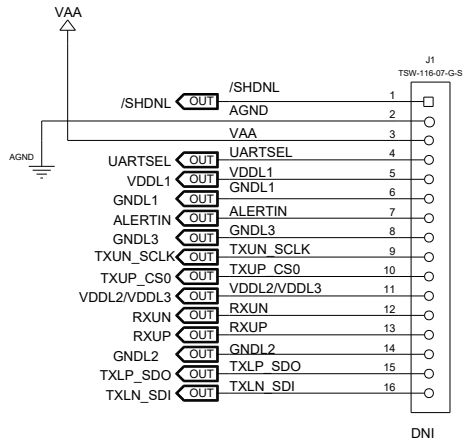 VAA
J1
TSW-116-07-G-S
/SHDNL OUT /SHDNL 1
AGND 2
VAA 3
AGND
UARTSEL OUT UARTSEL 4
VDDL1 OUT VDDL1 5
GNDL1 OUT GNDL1 6
ALERTIN OUT ALERTIN 7
GNDL3 OUT GNDL3 8
TXUN_SCLK OUT TXUN_SCLK 9
TXUP_CS0 OUT TXUP_CS0 10
VDDL2/VDDL3 OUT VDDL2/VDDL3 11
RXUN OUT RXUN 12
RXUP OUT RXUP 13
GNDL2 OUT GNDL2 14
TXLP_SDO OUT TXLP_SDO 15
TXLN_SDI OUT TXLN_SDI 16
DNI